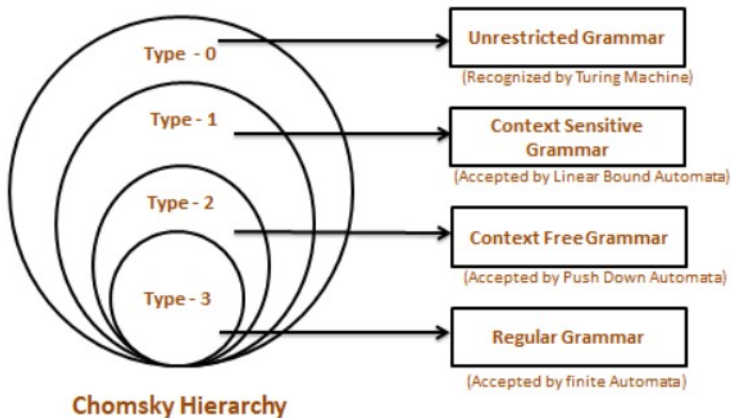 Type - 0
Unrestricted Grammar
(Recognized by Turing Machine)
Type - 1
Context Sensitive
Grammar
(Accepted by Linear Bound Automata)
Type - 2
Context Free Grammar
(Accepted by Push Down Automata)
Type - 3
Regular Grammar
(Accepted by finite Automata)
Chomsky Hierarchy